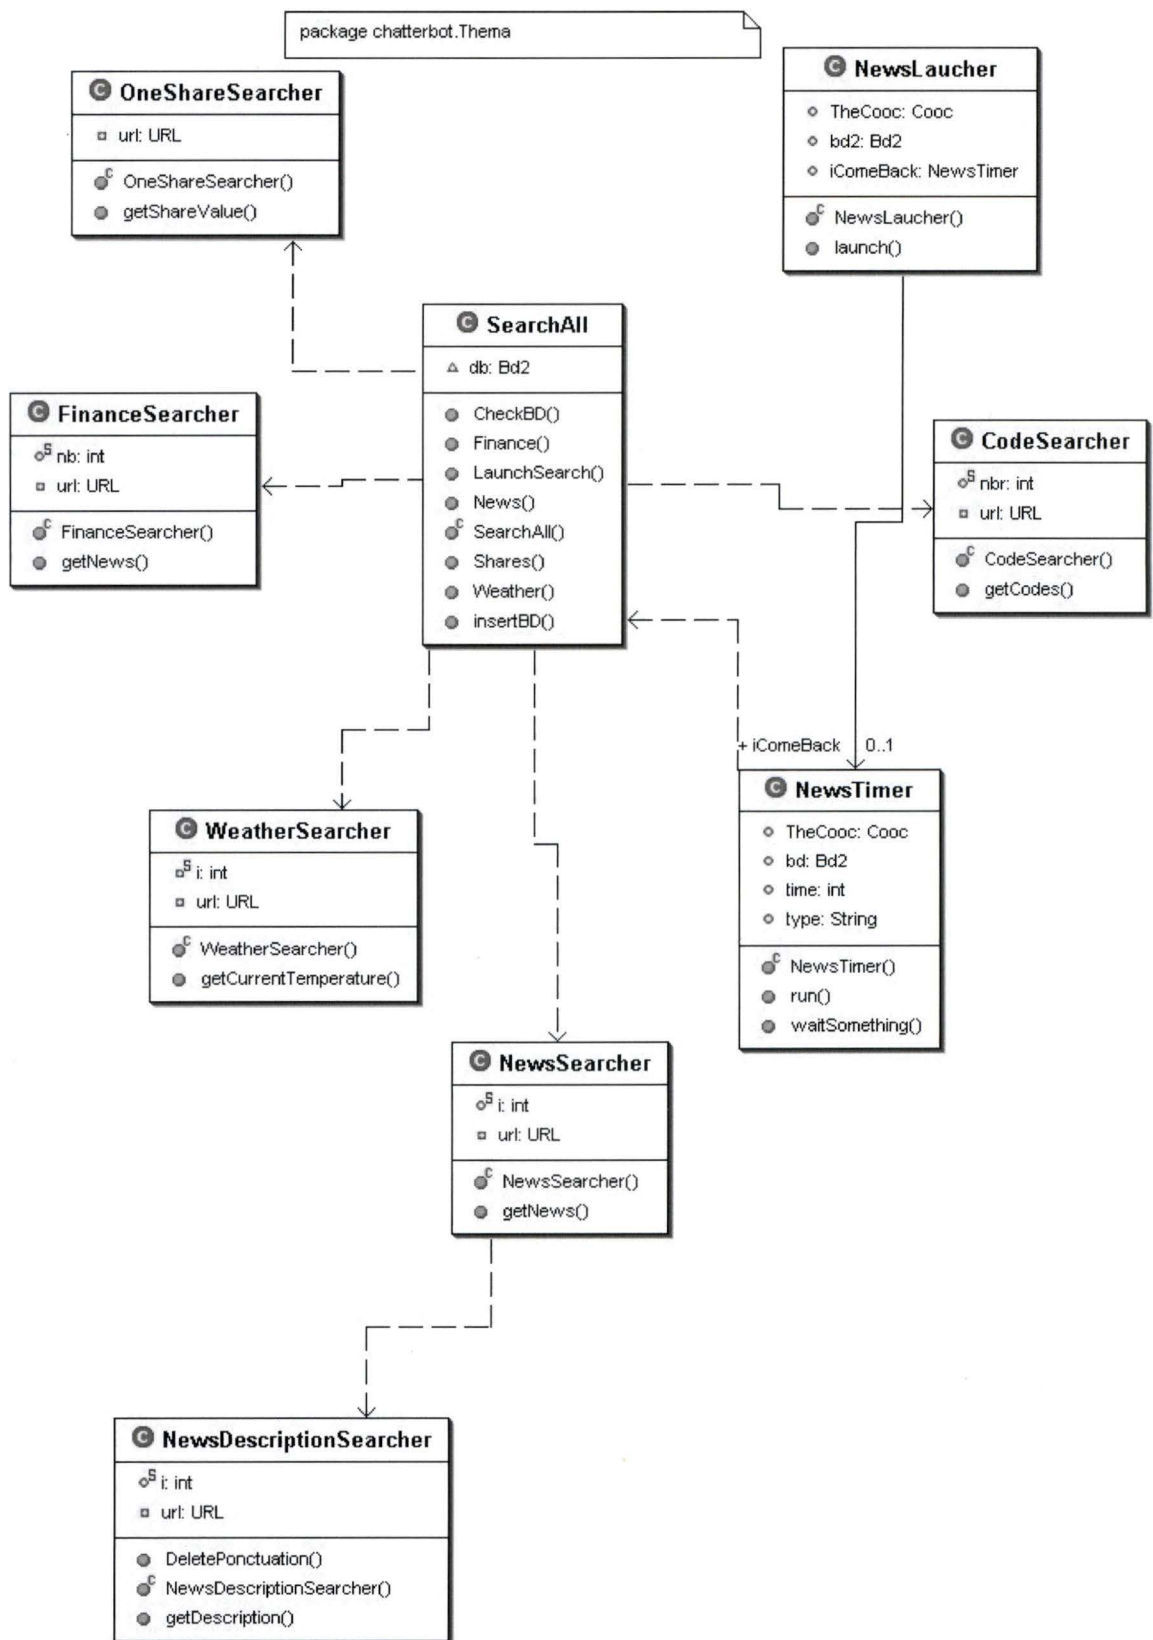 package chatterbot.Thema
OneShareSearcher
url: URL
OneShareSearcher()
getShareValue()
NewsLaucher
TheCooc: Cooc
bd2: Bd2
iComeBack: NewsTimer
NewsLaucher()
launch()
SearchAll
db: Bd2
CheckBD()
Finance()
LaunchSearch()
News()
SearchAll()
Shares()
Weather()
insertBD()
FinanceSearcher
nb: int
url: URL
FinanceSearcher()
getNews()
CodeSearcher
nbr: int
url: URL
CodeSearcher()
getCodes()
+ iComeBack 0..1
NewsTimer
TheCooc: Cooc
bd: Bd2
time: int
type: String
NewsTimer()
run()
waitSomething()
WeatherSearcher
i: int
url: URL
WeatherSearcher()
getCurrentTemperature()
NewsSearcher
i: int
url: URL
NewsSearcher()
getNews()
NewsDescriptionSearcher
i: int
url: URL
DeletePonctuation()
NewsDescriptionSearcher()
getDescription()